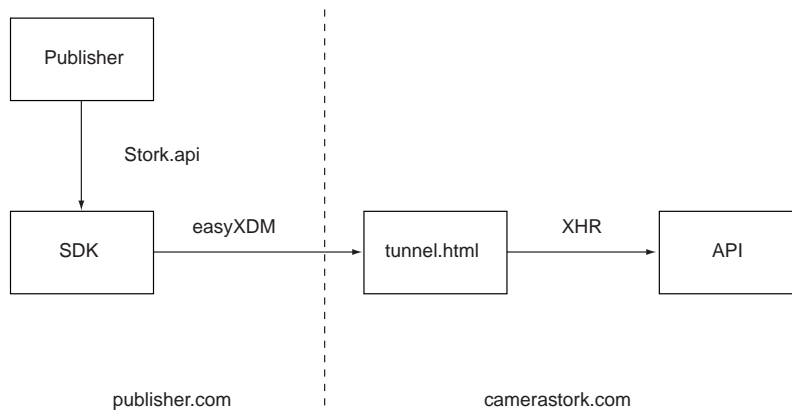 Publisher
Stork.api
SDK
easyXDM
tunnel.html
XHR
API
publisher.com
camerastork.com